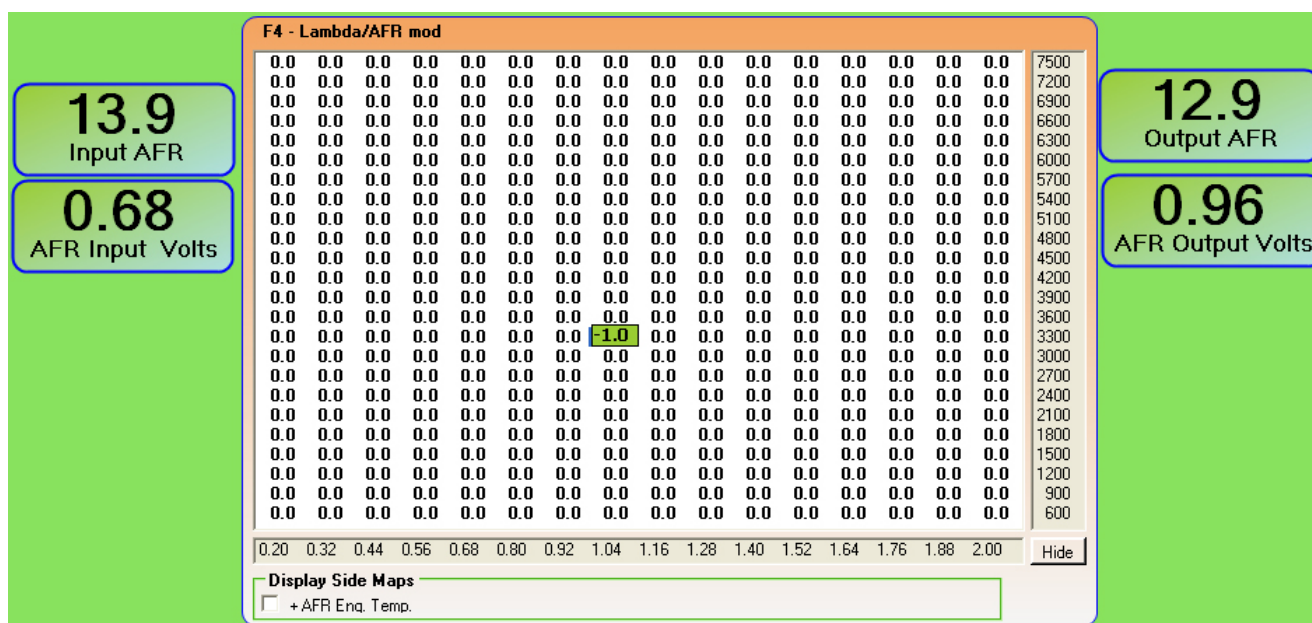 F4 - Lambda/AFR mod
0.0 0.0 0.0 0.0 0.0 0.0 0.0 0.0 0.0 0.0 0.0 0.0 0.0 0.0 0.0 0.0 7500
0.0 0.0 0.0 0.0 0.0 0.0 0.0 0.0 0.0 0.0 0.0 0.0 0.0 0.0 0.0 0.0 7200
0.0 0.0 0.0 0.0 0.0 0.0 0.0 0.0 0.0 0.0 0.0 0.0 0.0 0.0 0.0 0.0 6900
0.0 0.0 0.0 0.0 0.0 0.0 0.0 0.0 0.0 0.0 0.0 0.0 0.0 0.0 0.0 0.0 6600
0.0 0.0 0.0 0.0 0.0 0.0 0.0 0.0 0.0 0.0 0.0 0.0 0.0 0.0 0.0 0.0 6300
0.0 0.0 0.0 0.0 0.0 0.0 0.0 0.0 0.0 0.0 0.0 0.0 0.0 0.0 0.0 0.0 6000
0.0 0.0 0.0 0.0 0.0 0.0 0.0 0.0 0.0 0.0 0.0 0.0 0.0 0.0 0.0 0.0 5700
0.0 0.0 0.0 0.0 0.0 0.0 0.0 0.0 0.0 0.0 0.0 0.0 0.0 0.0 0.0 0.0 5400
0.0 0.0 0.0 0.0 0.0 0.0 0.0 0.0 0.0 0.0 0.0 0.0 0.0 0.0 0.0 0.0 5100
0.0 0.0 0.0 0.0 0.0 0.0 0.0 0.0 0.0 0.0 0.0 0.0 0.0 0.0 0.0 0.0 4800
0.0 0.0 0.0 0.0 0.0 0.0 0.0 0.0 0.0 0.0 0.0 0.0 0.0 0.0 0.0 0.0 4500
0.0 0.0 0.0 0.0 0.0 0.0 0.0 0.0 0.0 0.0 0.0 0.0 0.0 0.0 0.0 0.0 4200
0.0 0.0 0.0 0.0 0.0 0.0 0.0 0.0 0.0 0.0 0.0 0.0 0.0 0.0 0.0 0.0 3900
0.0 0.0 0.0 0.0 0.0 0.0 0.0 0.0 0.0 0.0 0.0 0.0 0.0 0.0 0.0 0.0 3600
0.0 0.0 0.0 0.0 0.0 0.0 0.0 -1.0 0.0 0.0 0.0 0.0 0.0 0.0 0.0 0.0 3300
0.0 0.0 0.0 0.0 0.0 0.0 0.0 0.0 0.0 0.0 0.0 0.0 0.0 0.0 0.0 0.0 3000
0.0 0.0 0.0 0.0 0.0 0.0 0.0 0.0 0.0 0.0 0.0 0.0 0.0 0.0 0.0 0.0 2700
0.0 0.0 0.0 0.0 0.0 0.0 0.0 0.0 0.0 0.0 0.0 0.0 0.0 0.0 0.0 0.0 2400
0.0 0.0 0.0 0.0 0.0 0.0 0.0 0.0 0.0 0.0 0.0 0.0 0.0 0.0 0.0 0.0 2100
0.0 0.0 0.0 0.0 0.0 0.0 0.0 0.0 0.0 0.0 0.0 0.0 0.0 0.0 0.0 0.0 1800
0.0 0.0 0.0 0.0 0.0 0.0 0.0 0.0 0.0 0.0 0.0 0.0 0.0 0.0 0.0 0.0 1500
0.0 0.0 0.0 0.0 0.0 0.0 0.0 0.0 0.0 0.0 0.0 0.0 0.0 0.0 0.0 0.0 1200
0.0 0.0 0.0 0.0 0.0 0.0 0.0 0.0 0.0 0.0 0.0 0.0 0.0 0.0 0.0 0.0 900
0.0 0.0 0.0 0.0 0.0 0.0 0.0 0.0 0.0 0.0 0.0 0.0 0.0 0.0 0.0 0.0 600
0.20 0.32 0.44 0.56 0.68 0.80 0.92 1.04 1.16 1.28 1.40 1.52 1.64 1.76 1.88 2.00 Hide
Display Side Maps
+ AFR Eng. Temp.
13.9
Input AFR
0.68
AFR Input Volts
12.9
Output AFR
0.96
AFR Output Volts